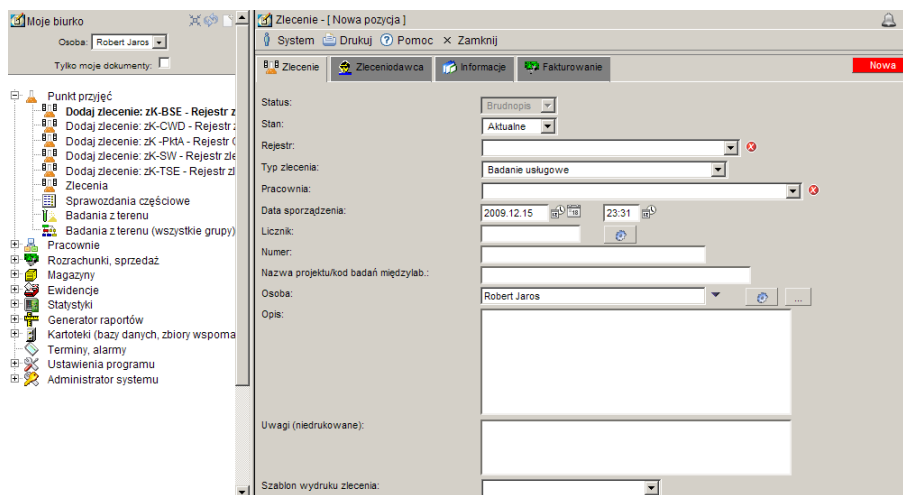 Moje biurko
Osoba: Robert Jaros
Tylko moje dokumenty:
Punkt przyjęć
Dodaj zlecenie: zK-BSE - Rejestr z
Dodaj zlecenie: zK-CWD - Rejestr z
Dodaj zlecenie: zK -PktA - Rejestr
Dodaj zlecenie: zK-SW - Rejestr zle
Dodaj zlecenie: zK-TSE - Rejestr zl
Zlecenia
Sprawozdania częściowe
Badania z terenu
Badania z terenu (wszystkie grupy)
Pracownie
Rozrachunki, sprzedaż
Magazyny
Ewidencje
Statystyki
Generator raportów
Kartoteki (bazy danych, zbiory wspoma
Terminy, alarmy
Ustawienia programu
Administrator systemu
Zlecenie - [ Nowa pozycja ]
System Drukuj Pomoc × Zamknij
Zlecenie Zleceniodawca Informacje Fakturowanie Nowa
Status: Brudnopis
Stan: Aktualne
Rejestr:
Typ zlecenia: Badanie usługowe
Pracownia:
Data sporządzenia: 2009.12.15 23:31
Licznik:
Numer:
Nazwa projektu/kod badań międzylab.:
Osoba: Robert Jaros ...
Opis:
Uwagi (niedrukowane):
Szablon wydruku zlecenia: